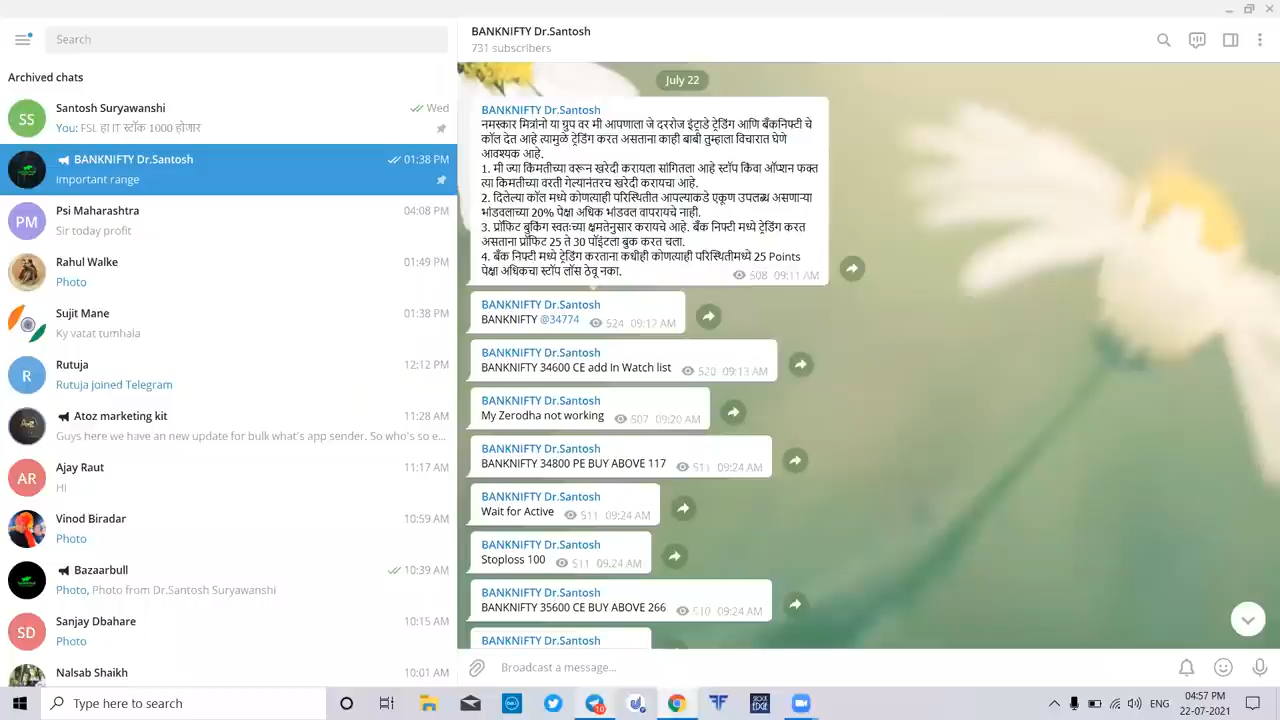 Search
Archived chats
SS
Santosh Suryawanshi
Wed
You: FSL हा IT स्टॉक 1000 होजार
BANKNIFTY Dr.Santosh
01:38 PM
Important range
PM
Psi Maharashtra
04:08 PM
Sir today profit
Rahul Walke
01:49 PM
Photo
Sujit Mane
01:38 PM
Ky vatat tumhala
R
Rutuja
12:12 PM
Rutuja joined Telegram
Atoz marketing kit
11:28 AM
Guys here we have an new update for bulk what's app sender. So who's so e...
AR
Ajay Raut
11:17 AM
HI
Vinod Biradar
10:59 AM
Photo
Bazaarbull
10:39 AM
Photo, Photo from Dr.Santosh Suryawanshi
SD
Sanjay Dbahare
10:15 AM
Photo
Nalsab Shaikh
10:01 AM
BANKNIFTY Dr.Santosh
731 subscribers
July 22
BANKNIFTY Dr.Santosh
नमस्कार मित्रांनो या ग्रुप वर मी आपणाला जे दररोज इंट्राडे ट्रेडिंग आणि बँकनिफ्टी चे
कॉल देत आहे त्यामुळे ट्रेडिंग करत असताना काही बाबी तुम्हाला विचारात घेणे
आवश्यक आहे.
1. मी ज्या किमतीच्या वरून खरेदी करायला सांगितला आहे स्टॉप किंवा ऑप्शन फक्त
त्या किमतीच्या वरती गेल्यानंतरच खरेदी करायचा आहे.
2. दिलेल्या कॉल मध्ये कोणत्याही परिस्थितीत आपल्याकडे एकूण उपलब्ध असणाऱ्या
भांडवलाच्या 20% पेक्षा अधिक भांडवल वापरायचे नाही.
3. प्रॉफिट बुकिंग स्वतःच्या क्षमतेनुसार करायचे आहे. बँक निफ्टी मध्ये ट्रेडिंग करत
असताना प्रॉफिट 25 ते 30 पॉइंटला बुक करत चला.
4. बँक निफ्टी मध्ये ट्रेडिंग करताना कधीही कोणत्याही परिस्थितीमध्ये 25 Points
पेक्षा अधिकचा स्टॉप लॉस ठेवू नका.
508 09:11 AM
BANKNIFTY Dr.Santosh
BANKNIFTY @34774 524 09:12 AM
BANKNIFTY Dr.Santosh
BANKNIFTY 34600 CE add In Watch list 520 09:13 AM
BANKNIFTY Dr.Santosh
My Zerodha not working 507 09:20 AM
BANKNIFTY Dr.Santosh
BANKNIFTY 34800 PE BUY ABOVE 117 511 09:24 AM
BANKNIFTY Dr.Santosh
Wait for Active 511 09:24 AM
BANKNIFTY Dr.Santosh
Stoploss 100 511 09:24 AM
BANKNIFTY Dr.Santosh
BANKNIFTY 35600 CE BUY ABOVE 266 510 09:24 AM
BANKNIFTY Dr.Santosh
Broadcast a message...
Type here to search
DELL
10
STOCK
EDGE
ENG
04:57 PM
22-07-2021